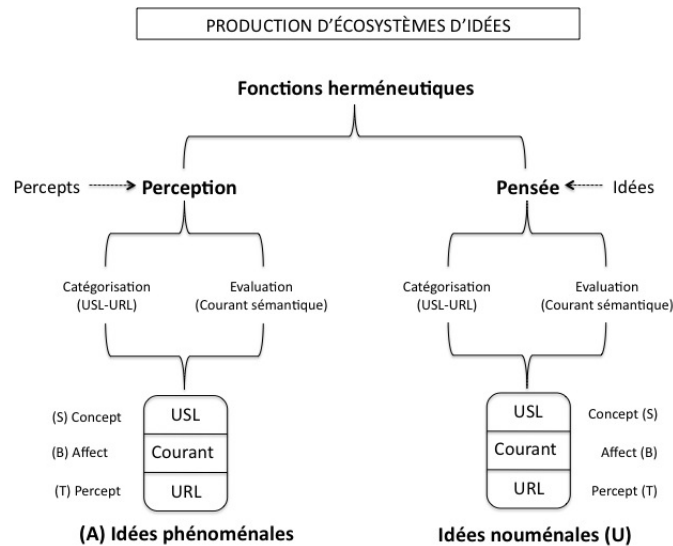 PRODUCTION D'ÉCOSYSTÈMES D'IDÉES
Fonctions herméneutiques
Percepts
Perception
Pensée
Idées
Catégorisation
(USL-URL)
Evaluation
(Courant sémantique)
Catégorisation
(USL-URL)
Evaluation
(Courant sémantique)
(S) Concept
USL
USL
Concept (S)
(B) Affect
Courant
Courant
Affect (B)
(T) Percept
URL
URL
Percept (T)
(A) Idées phénoménales
Idées nouménales (U)